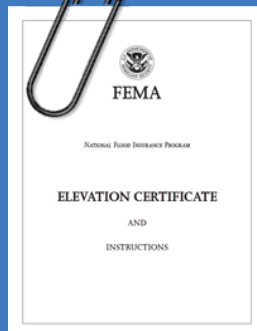 FEMA
NATIONAL FLOOD INSURANCE PROGRAM
ELEVATION CERTIFICATE
AND
INSTRUCTIONS